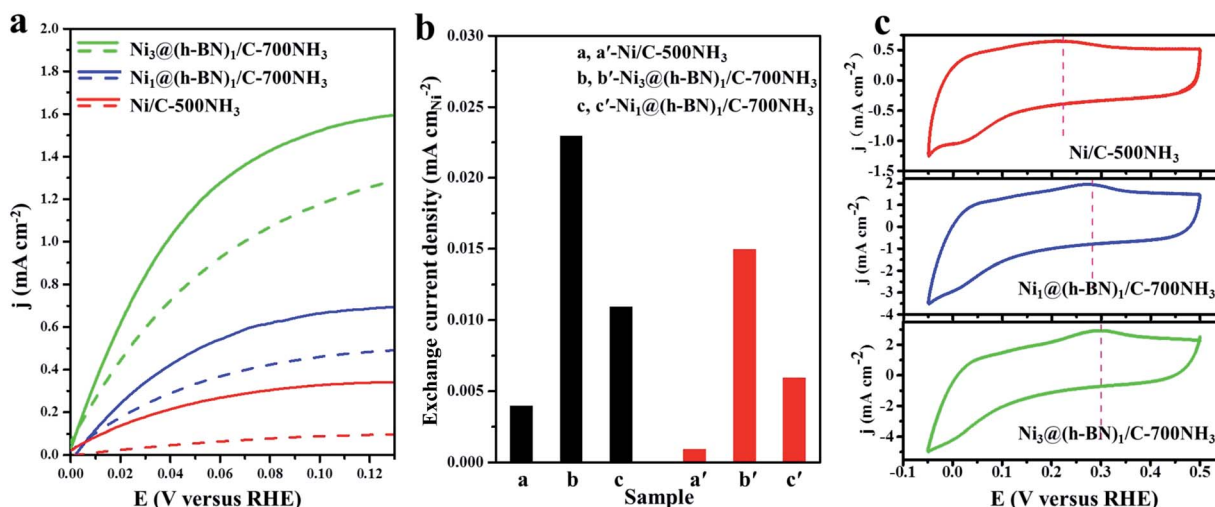 a
Ni₃@(h-BN)₁/C-700NH₃
Ni₁@(h-BN)₁/C-700NH₃
Ni/C-500NH₃
2.0
1.8
1.6
1.4
1.2
1.0
0.8
0.6
0.4
0.2
0.0
j (mA cm⁻²)
0.00 0.02 0.04 0.06 0.08 0.10 0.12
E (V versus RHE)
b
a, a′-Ni/C-500NH₃
b, b′-Ni₃@(h-BN)₁/C-700NH₃
c, c′-Ni₁@(h-BN)₁/C-700NH₃
0.030
0.025
0.020
0.015
0.010
0.005
0.000
Exchange current density (mA cm_Ni⁻²)
a b c a′ b′ c′
Sample
c
0.5
0.0
-0.5
-1.0
-1.5
j (mA cm⁻²)
Ni/C-500NH₃
2
1
0
-1
-2
-3
-4
j (mA cm⁻²)
Ni₁@(h-BN)₁/C-700NH₃
2
0
-2
-4
j (mA cm⁻²)
Ni₃@(h-BN)₁/C-700NH₃
-0.1 0.0 0.1 0.2 0.3 0.4 0.5
E (V versus RHE)